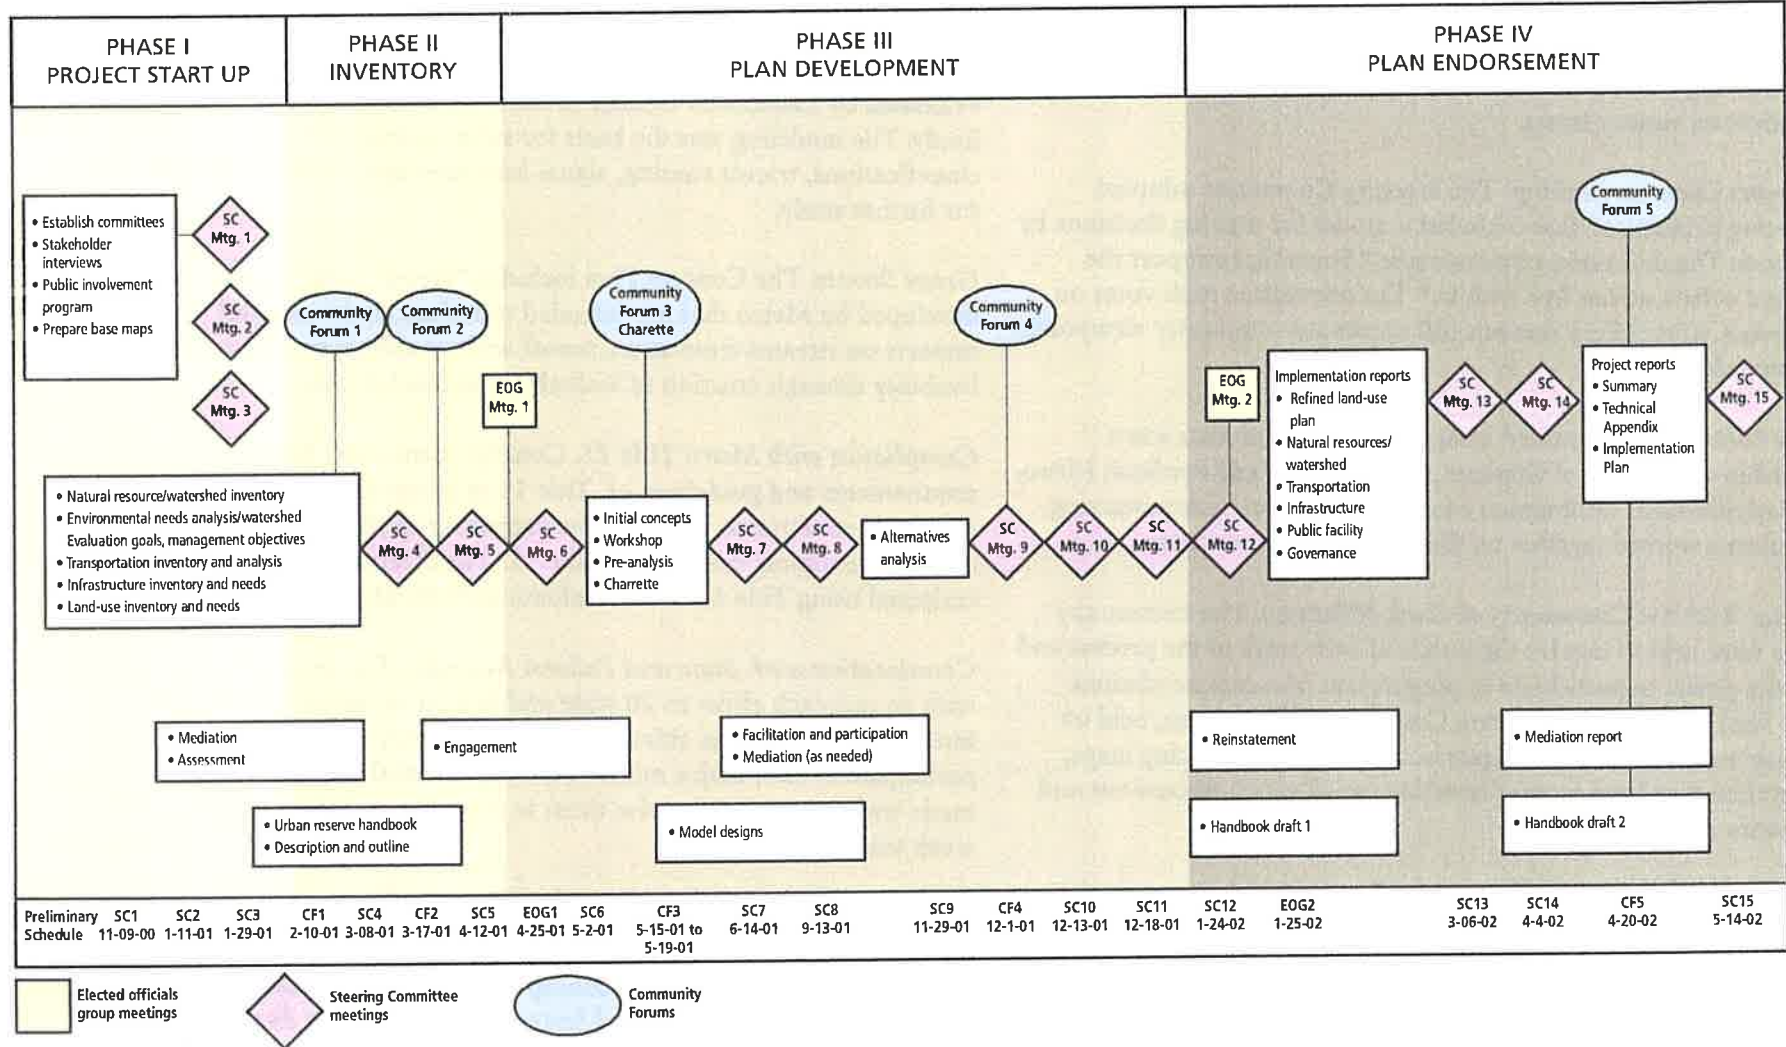 PHASE I
PROJECT START UP
PHASE II
INVENTORY
PHASE III
PLAN DEVELOPMENT
PHASE IV
PLAN ENDORSEMENT
• Establish committees
• Stakeholder
interviews
• Public involvement
program
• Prepare base maps
SC
Mtg. 1
SC
Mtg. 2
SC
Mtg. 3
Community
Forum 1
Community
Forum 2
Community
Forum 3
Charette
Community
Forum 4
Community
Forum 5
EOG
Mtg. 1
EOG
Mtg. 2
• Natural resource/watershed inventory
• Environmental needs analysis/watershed
Evaluation goals, management objectives
• Transportation inventory and analysis
• Infrastructure inventory and needs
• Land-use inventory and needs
SC
Mtg. 4
SC
Mtg. 5
SC
Mtg. 6
• Initial concepts
• Workshop
• Pre-analysis
• Charrette
SC
Mtg. 7
SC
Mtg. 8
• Alternatives
analysis
SC
Mtg. 9
SC
Mtg. 10
SC
Mtg. 11
SC
Mtg. 12
Implementation reports
• Refined land-use
plan
• Natural resources/
watershed
• Transportation
• Infrastructure
• Public facility
• Governance
SC
Mtg. 13
SC
Mtg. 14
Project reports
• Summary
• Technical
Appendix
• Implementation
Plan
SC
Mtg. 15
• Mediation
• Assessment
• Engagement
• Facilitation and participation
• Mediation (as needed)
• Reinstatement
• Mediation report
• Urban reserve handbook
• Description and outline
• Model designs
• Handbook draft 1
• Handbook draft 2
Preliminary
Schedule
SC1
11-09-00
SC2
1-11-01
SC3
1-29-01
CF1
2-10-01
SC4
3-08-01
CF2
3-17-01
SC5
4-12-01
EOG1
4-25-01
SC6
5-2-01
CF3
5-15-01 to
5-19-01
SC7
6-14-01
SC8
9-13-01
SC9
11-29-01
CF4
12-1-01
SC10
12-13-01
SC11
12-18-01
SC12
1-24-02
EOG2
1-25-02
SC13
3-06-02
SC14
4-4-02
CF5
4-20-02
SC15
5-14-02
Elected officials
group meetings
Steering Committee
meetings
Community
Forums